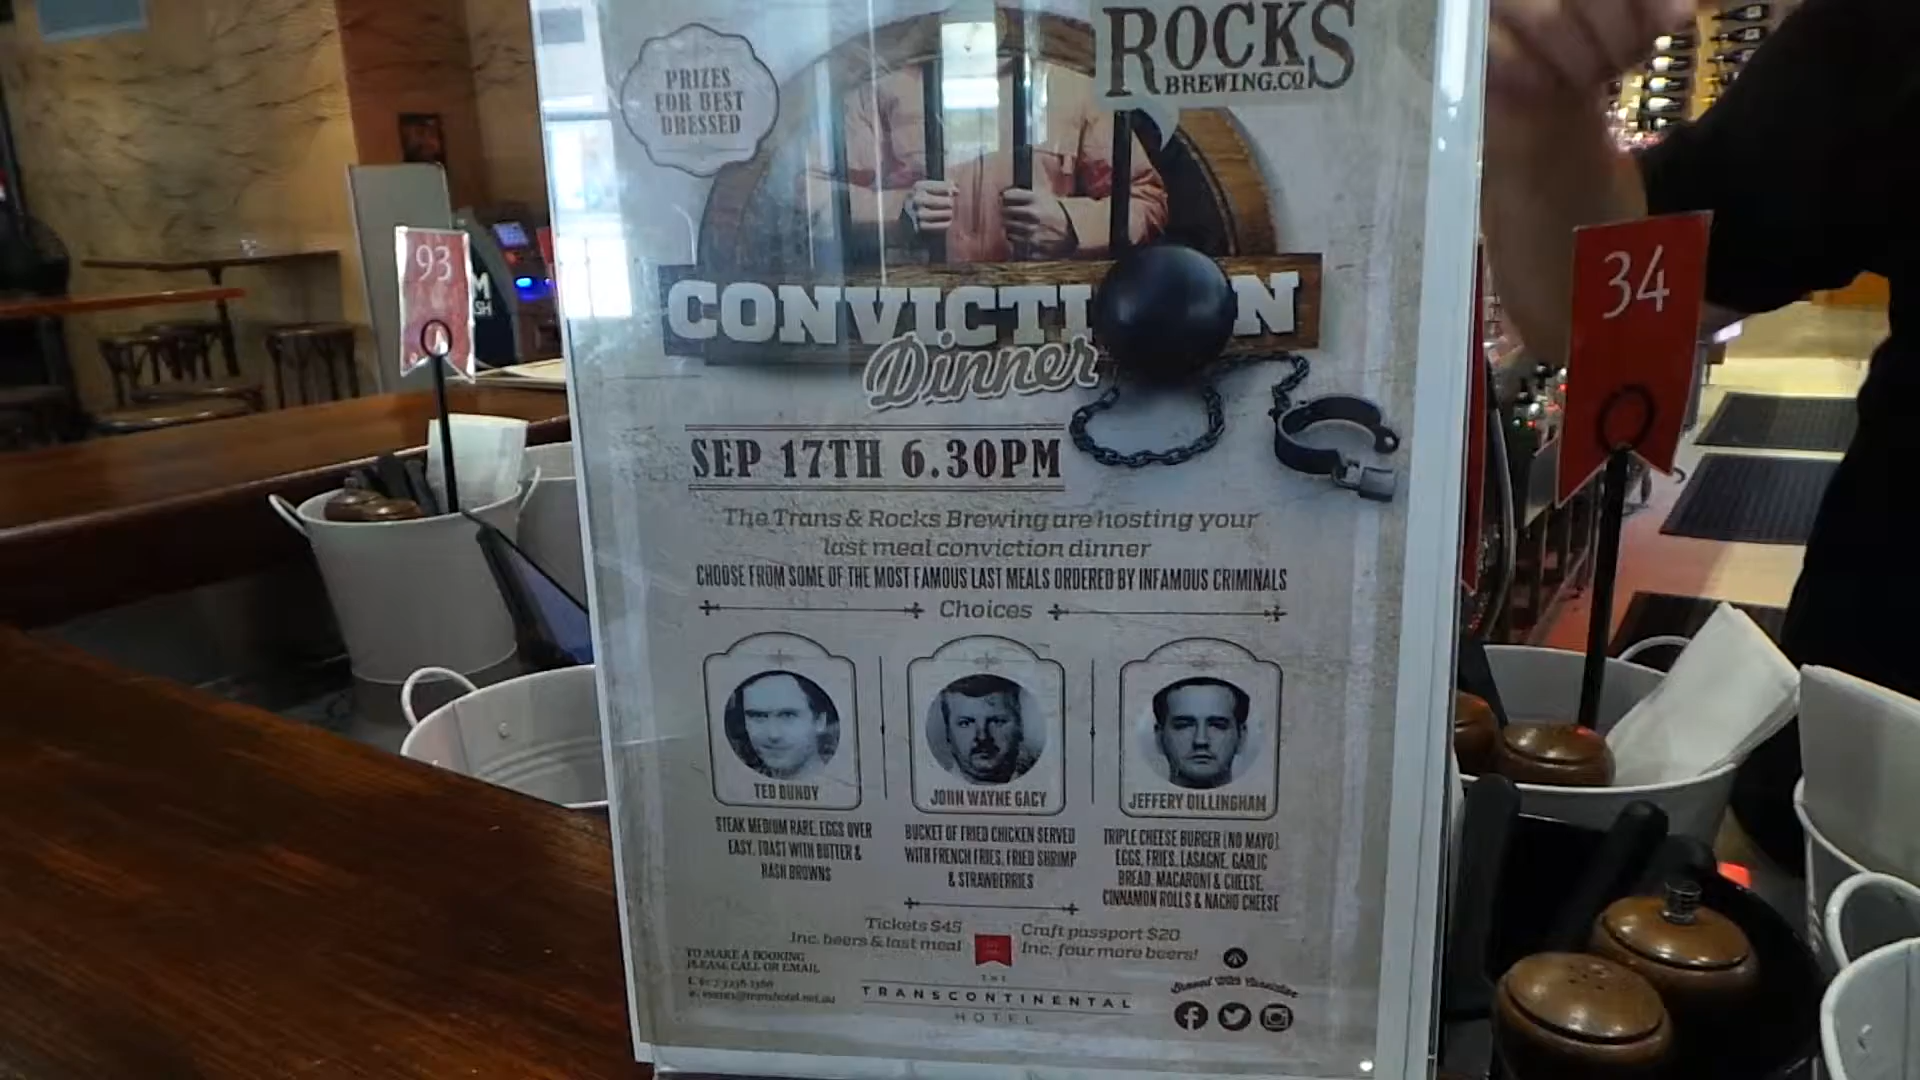 ROCKS
BREWING.CO
PRIZES
FOR BEST
DRESSED
93
34
CONVICTION
Dinner
SEP 17TH 6.30PM
The Trans & Rocks Brewing are hosting your
last meal conviction dinner
CHOOSE FROM SOME OF THE MOST FAMOUS LAST MEALS ORDERED BY INFAMOUS CRIMINALS
Choices
TED BUNDY
STEAK MEDIUM RARE, EGGS OVER
EASY, TOAST WITH BUTTER &
HASH BROWNS
JOHN WAYNE GACY
BUCKET OF FRIED CHICKEN SERVED
WITH FRENCH FRIES, FRIED SHRIMP
& STRAWBERRIES
JEFFERY DILLINGHAM
TRIPLE CHEESE BURGER (NO MAYO)
EGGS, FRIES, LASAGNE, GARLIC
BREAD, MACARONI & CHEESE,
CINNAMON ROLLS & NACHO CHEESE
Tickets $45
Inc. beers & last meal
Craft passport $20
Inc. four more beers!
TO MAKE A BOOKING
PLEASE CALL OR EMAIL
THE
TRANSCONTINENTAL
HOTEL